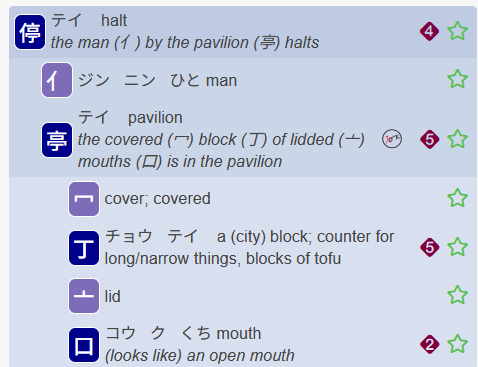 停 テイ halt
the man (亻) by the pavilion (亭) halts 4
亻 ジン ニン ひと man
亭 テイ pavilion
the covered (冖) block (丁) of lidded (亠) 5
mouths (口) is in the pavilion
冖 cover; covered
丁 チョウ テイ a (city) block; counter for
long/narrow things, blocks of tofu 5
亠 lid
口 コウ ク くち mouth
(looks like) an open mouth 2